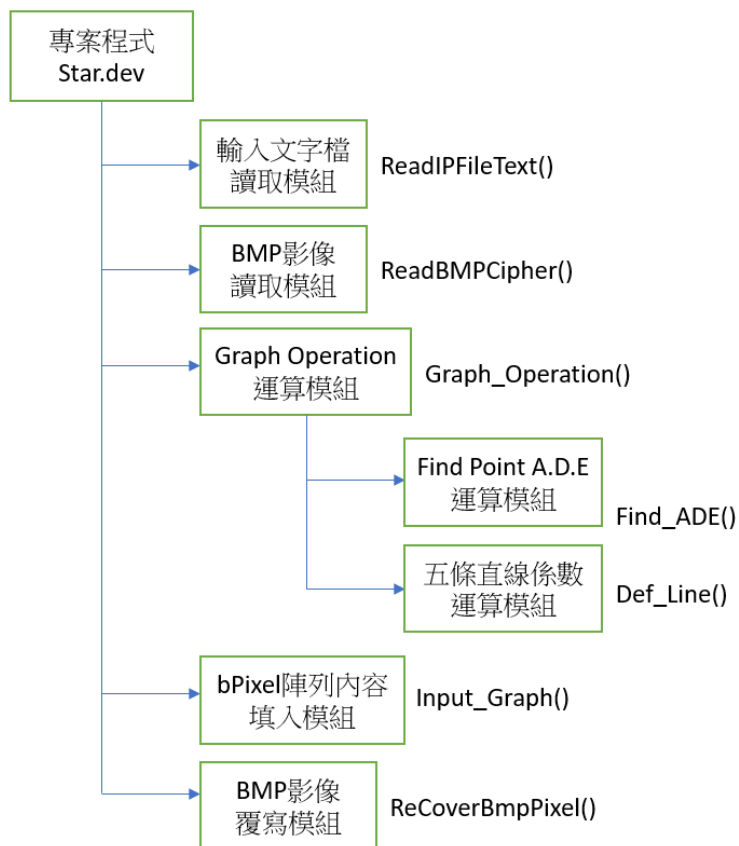 專案程式
Star.dev
輸入文字檔
讀取模組
ReadIPFileText()
BMP影像
讀取模組
ReadBMPCipher()
Graph Operation
運算模組
Graph_Operation()
Find Point A.D.E
運算模組
Find_ADE()
五條直線係數
運算模組
Def_Line()
bPixel陣列內容
填入模組
Input_Graph()
BMP影像
覆寫模組
ReCoverBmpPixel()